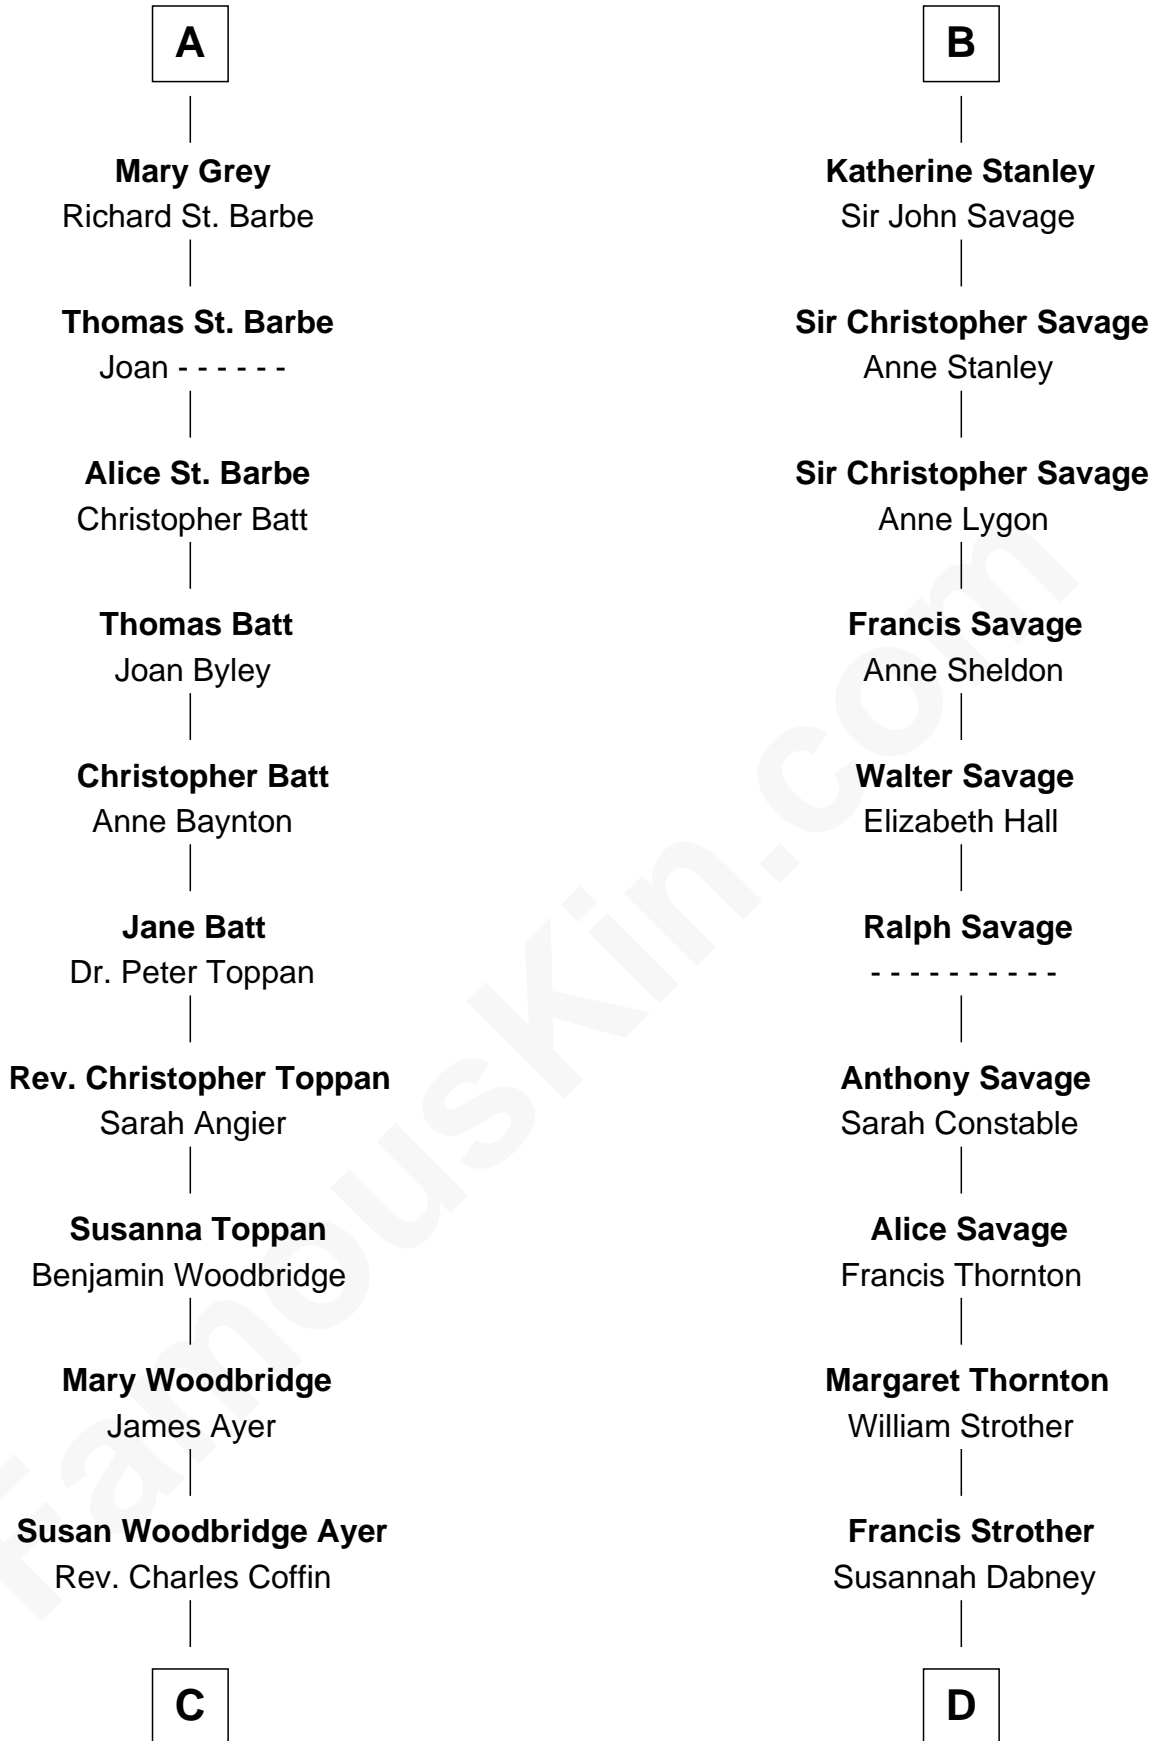 A
Mary Grey
Richard St. Barbe
Thomas St. Barbe
Joan - - - - - -
Alice St. Barbe
Christopher Batt
Thomas Batt
Joan Byley
Christopher Batt
Anne Baynton
Jane Batt
Dr. Peter Toppan
Rev. Christopher Toppan
Sarah Angier
Susanna Toppan
Benjamin Woodbridge
Mary Woodbridge
James Ayer
Susan Woodbridge Ayer
Rev. Charles Coffin
C
B
Katherine Stanley
Sir John Savage
Sir Christopher Savage
Anne Stanley
Sir Christopher Savage
Anne Lygon
Francis Savage
Anne Sheldon
Walter Savage
Elizabeth Hall
Ralph Savage
- - - - - - - - - -
Anthony Savage
Sarah Constable
Alice Savage
Francis Thornton
Margaret Thornton
William Strother
Francis Strother
Susannah Dabney
D
FamousKin.com